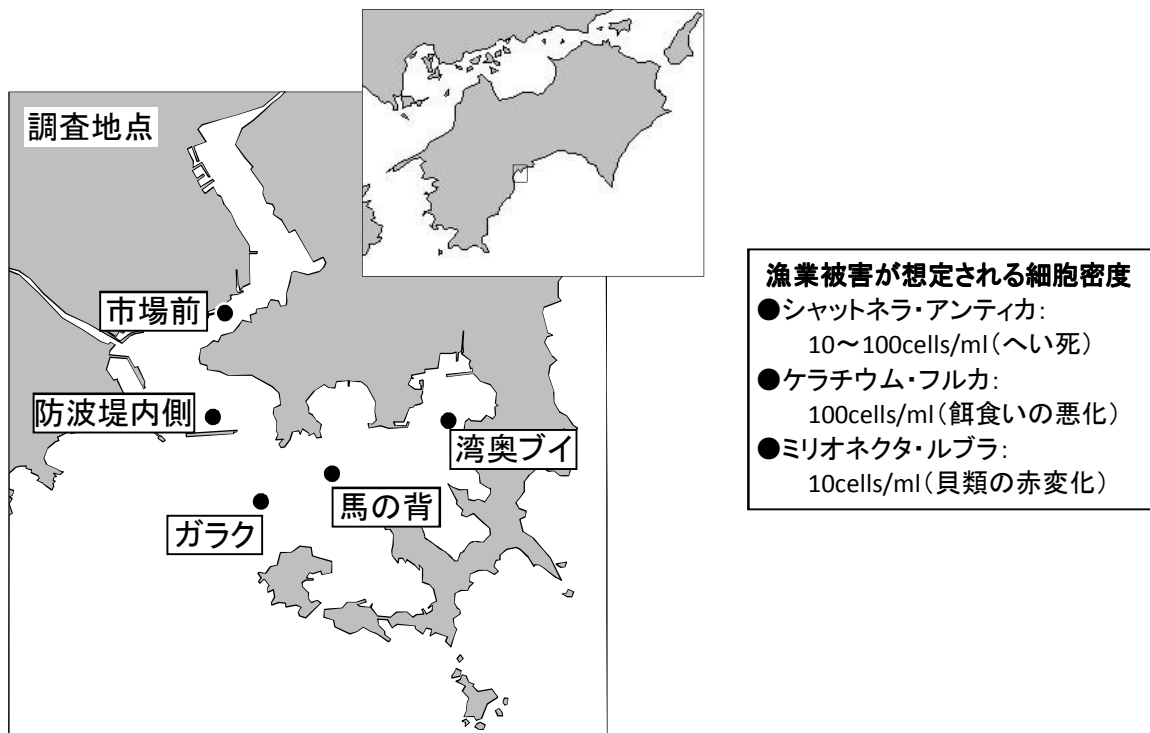 調査地点
市場前
防波堤内側
湾奥ブイ
馬の背
ガラク
漁業被害が想定される細胞密度
●シャットネラ・アンティカ:
10～100cells/ml(へい死)
●ケラチウム・フルカ:
100cells/ml(餌食いの悪化)
●ミリオネクタ・ルブラ:
10cells/ml(貝類の赤変化)